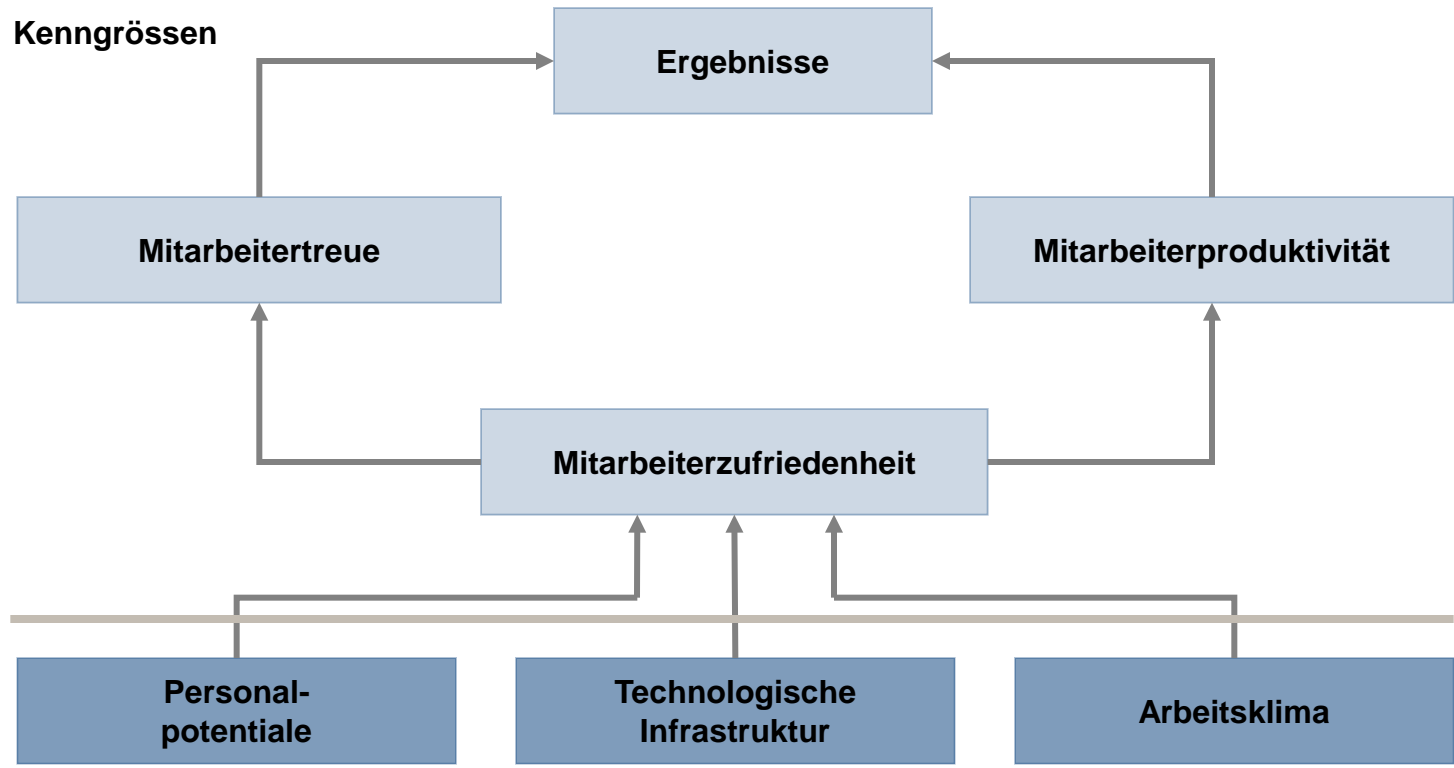 Kenngrössen
Ergebnisse
Mitarbeitertreue
Mitarbeiterproduktivität
Mitarbeiterzufriedenheit
Personal-
potentiale
Technologische
Infrastruktur
Arbeitsklima